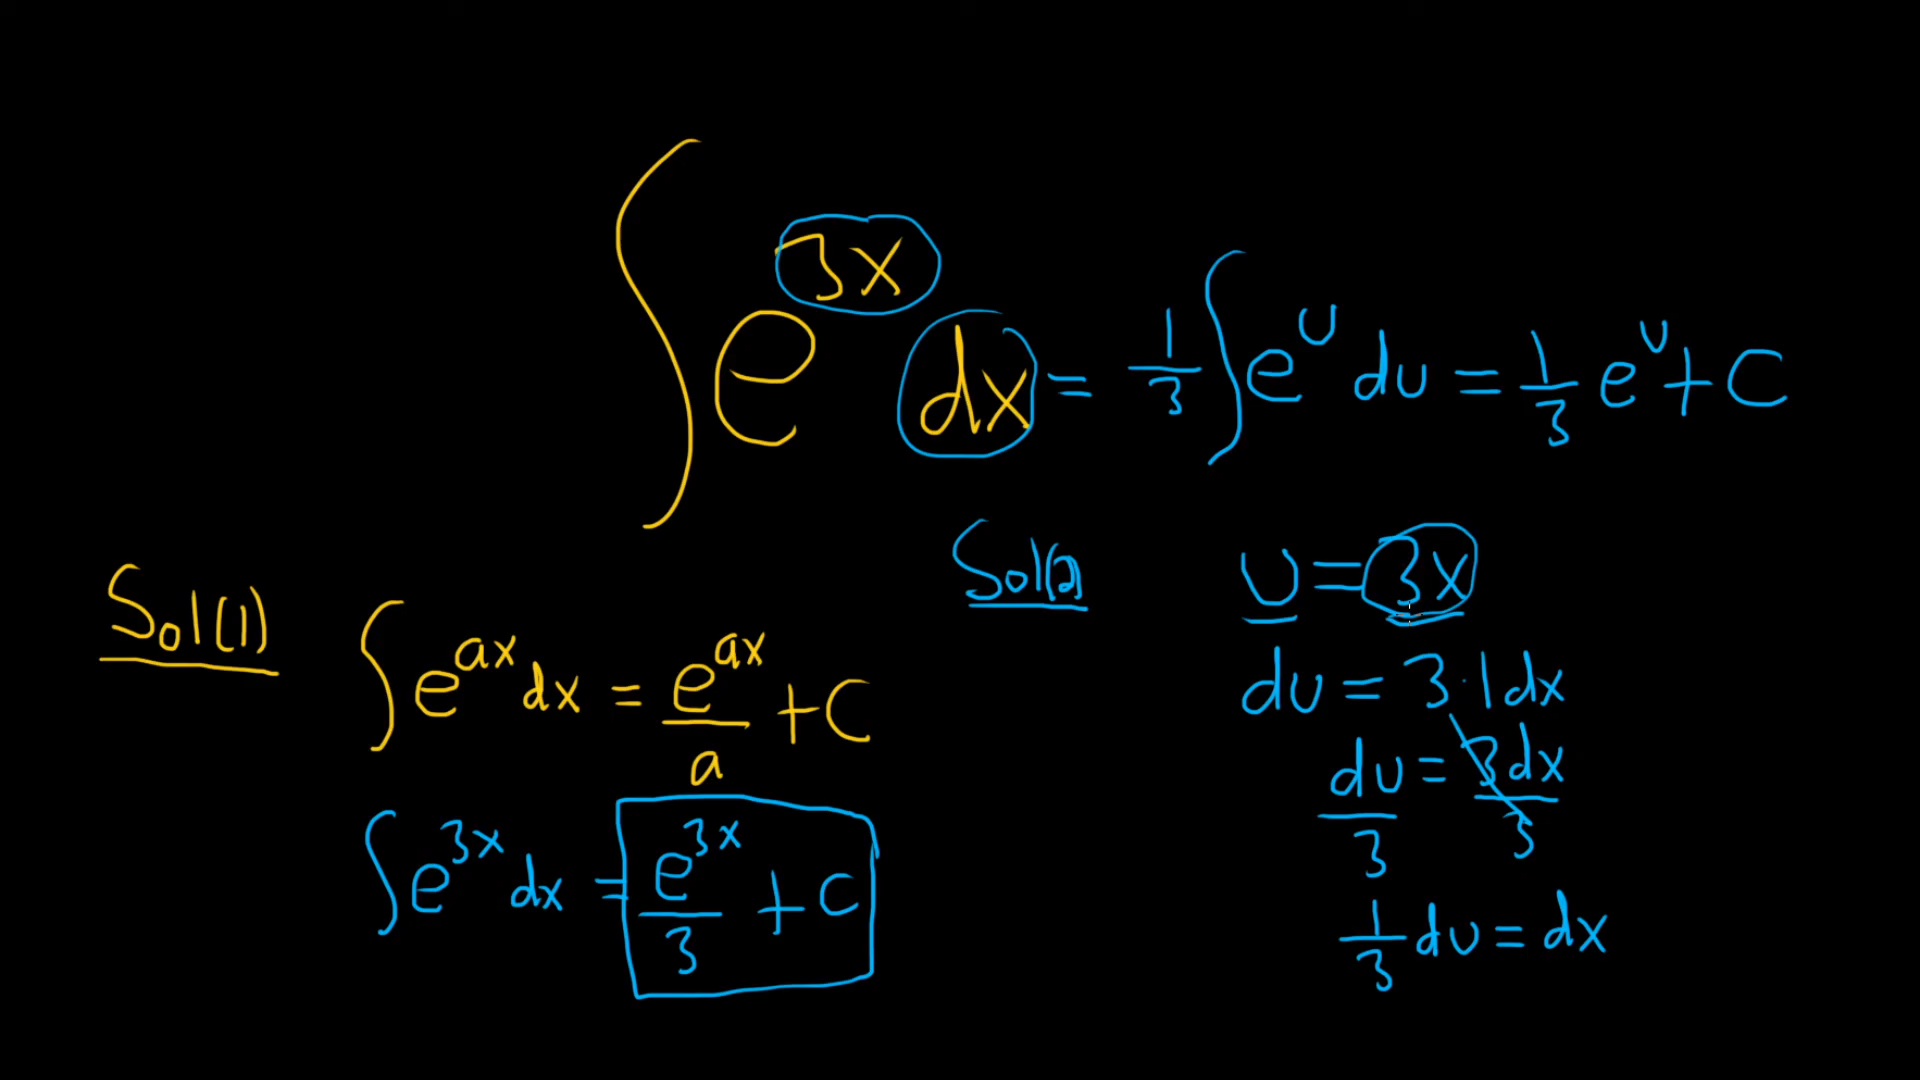 ∫ e^{3x} dx = 1/3 ∫ e^u du = 1/3 e^u + C
Sol(1)
∫ e^{ax} dx = e^{ax}/a + C
∫ e^{3x} dx = e^{3x}/3 + C
Sol(2)
u = 3x
du = 3·1dx
du/3 = 3dx/3
1/3 du = dx